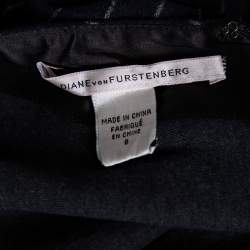 DIANE VON FURSTENBERG
MADE IN CHINA
FABRIQUÉ
EN CHINE
8